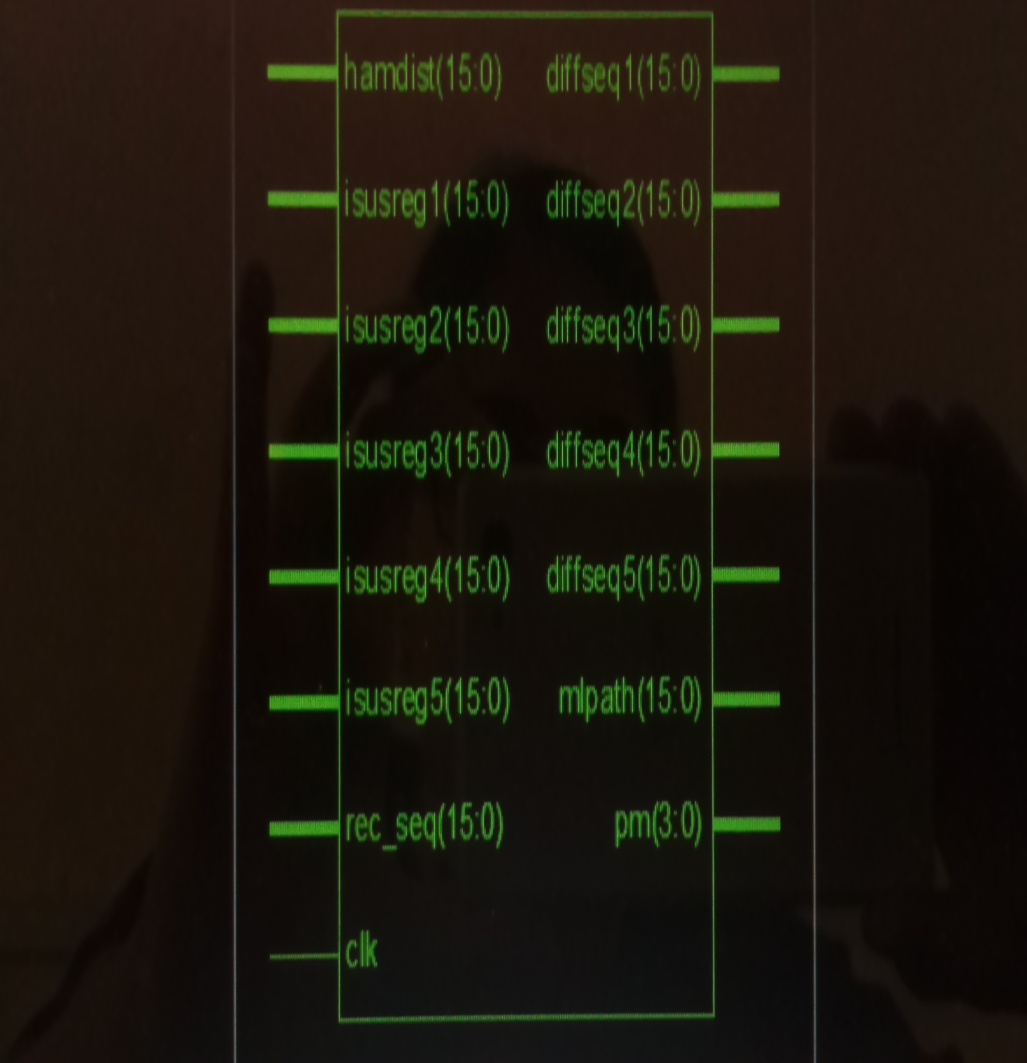 hamdist(15:0) diffseq1(15:0)
isusreg1(15:0) diffseq2(15:0)
isusreg2(15:0) diffseq3(15:0)
isusreg3(15:0) diffseq4(15:0)
isusreg4(15:0) diffseq5(15:0)
isusreg5(15:0) mlpath(15:0)
rec_seq(15:0) pm(3:0)
clk